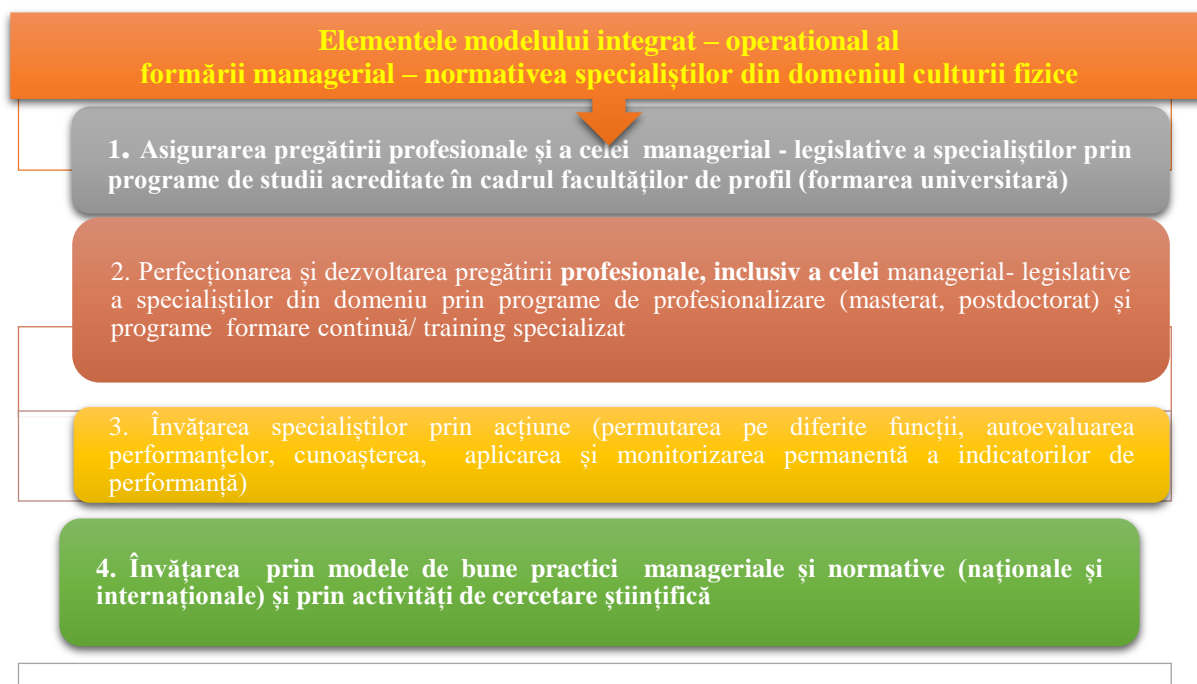 Elementele modelului integrat – operational al
formării managerial – normativea specialiștilor din domeniul culturii fizice
1. Asigurarea pregătirii profesionale și a celei managerial - legislative a specialiștilor prin
programe de studii acreditate în cadrul facultăților de profil (formarea universitară)
2. Perfecționarea și dezvoltarea pregătirii profesionale, inclusiv a celei managerial- legislative
a specialiștilor din domeniu prin programe de profesionalizare (masterat, postdoctorat) și
programe formare continuă/ training specializat
3. Învățarea specialiștilor prin acțiune (permutarea pe diferite funcții, autoevaluarea
performanțelor, cunoașterea, aplicarea și monitorizarea permanentă a indicatorilor de
performanță)
4. Învățarea prin modele de bune practici manageriale și normative (naționale și
internaționale) și prin activități de cercetare științifică